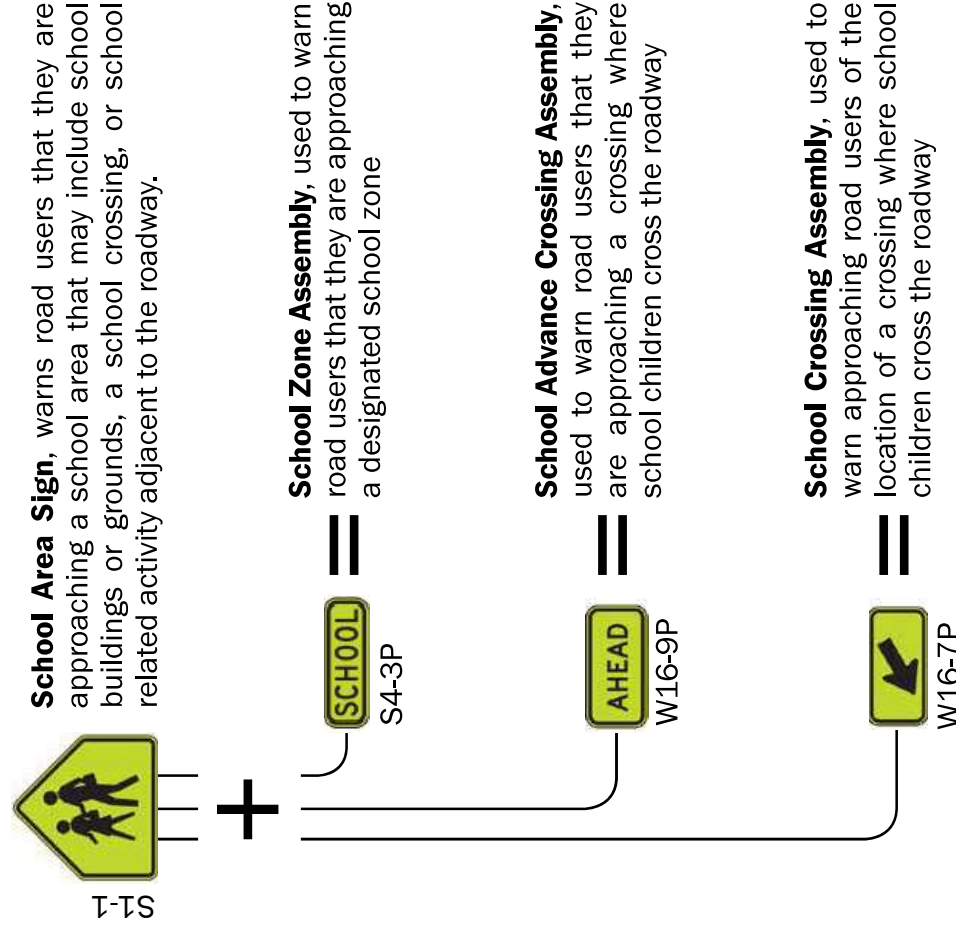 S1-1
School Area Sign, warns road users that they are
approaching a school area that may include school
buildings or grounds, a school crossing, or school
related activity adjacent to the roadway.
SCHOOL
S4-3P
School Zone Assembly, used to warn
road users that they are approaching
a designated school zone
AHEAD
W16-9P
School Advance Crossing Assembly,
used to warn road users that they
are approaching a crossing where
school children cross the roadway
W16-7P
School Crossing Assembly, used to
warn approaching road users of the
location of a crossing where school
children cross the roadway